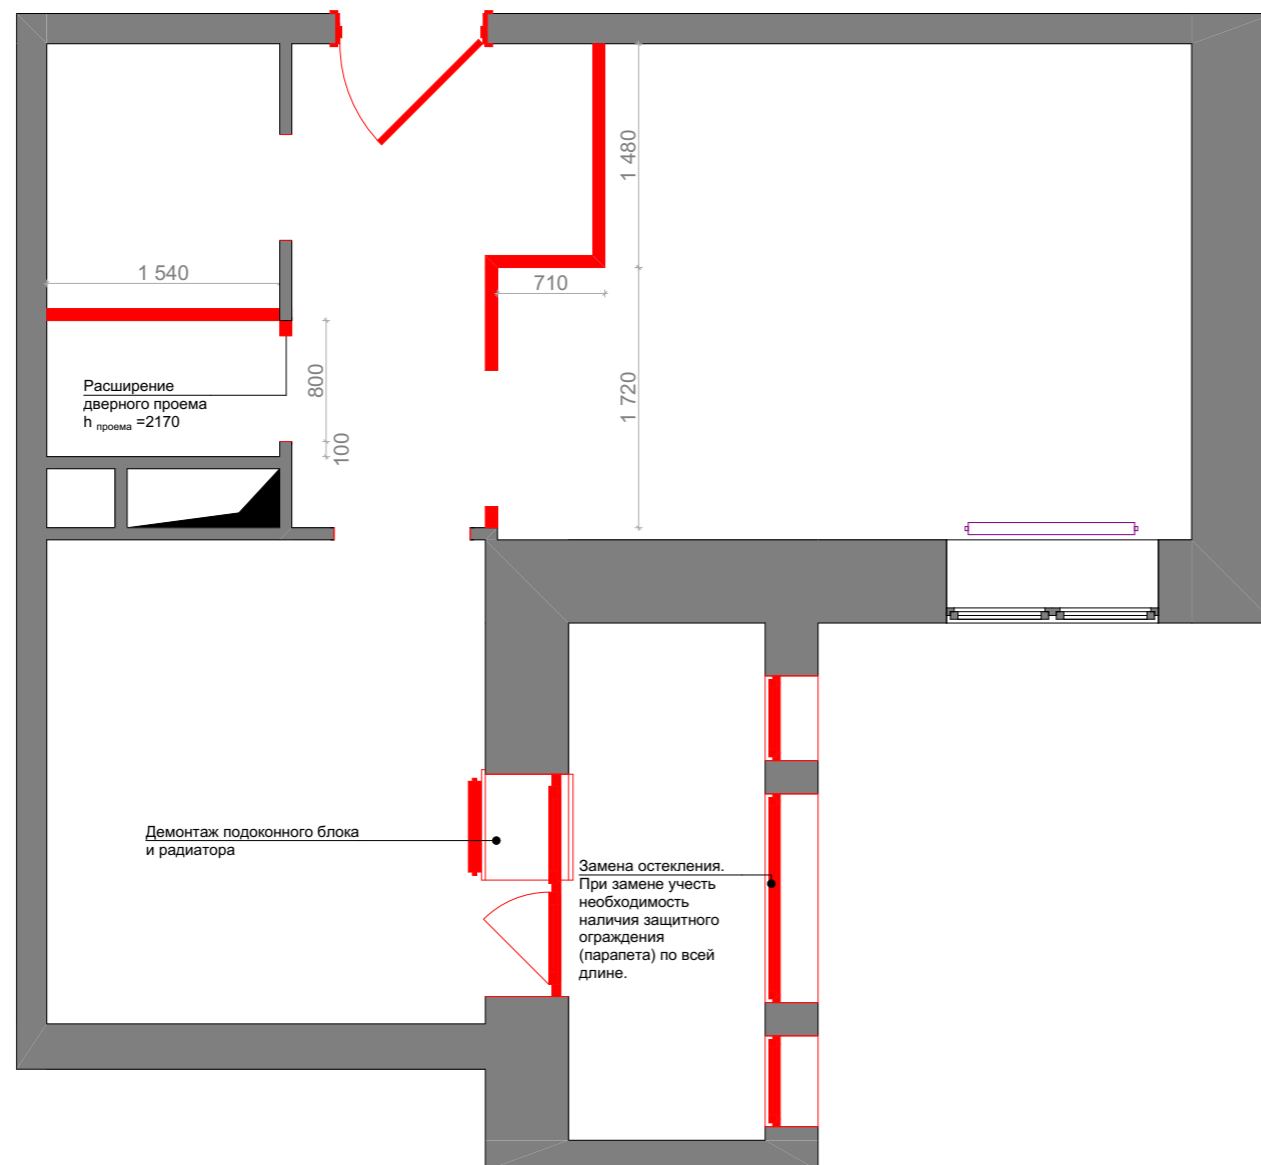 1 480
1 540
710
800
1 720
Расширение
дверного проема
h проема =2170
100
Демонтаж подоконного блока
и радиатора
Замена остекления.
При замене учесть
необходимость
наличия защитного
ограждения
(парапета) по всей
длине.